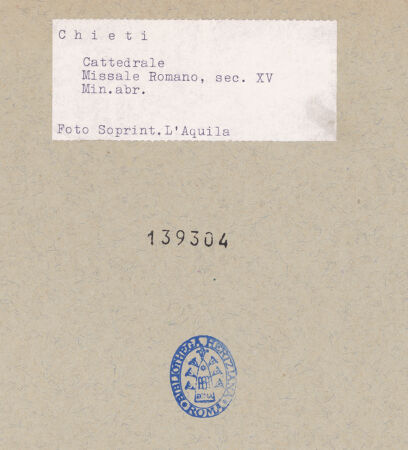 Chieti
Cattedrale
Missale Romano, sec. XV
Min.abr.
Foto Soprint.L'Aquila
139304
BIBLIOTHECA HERTZIANA
ROMA